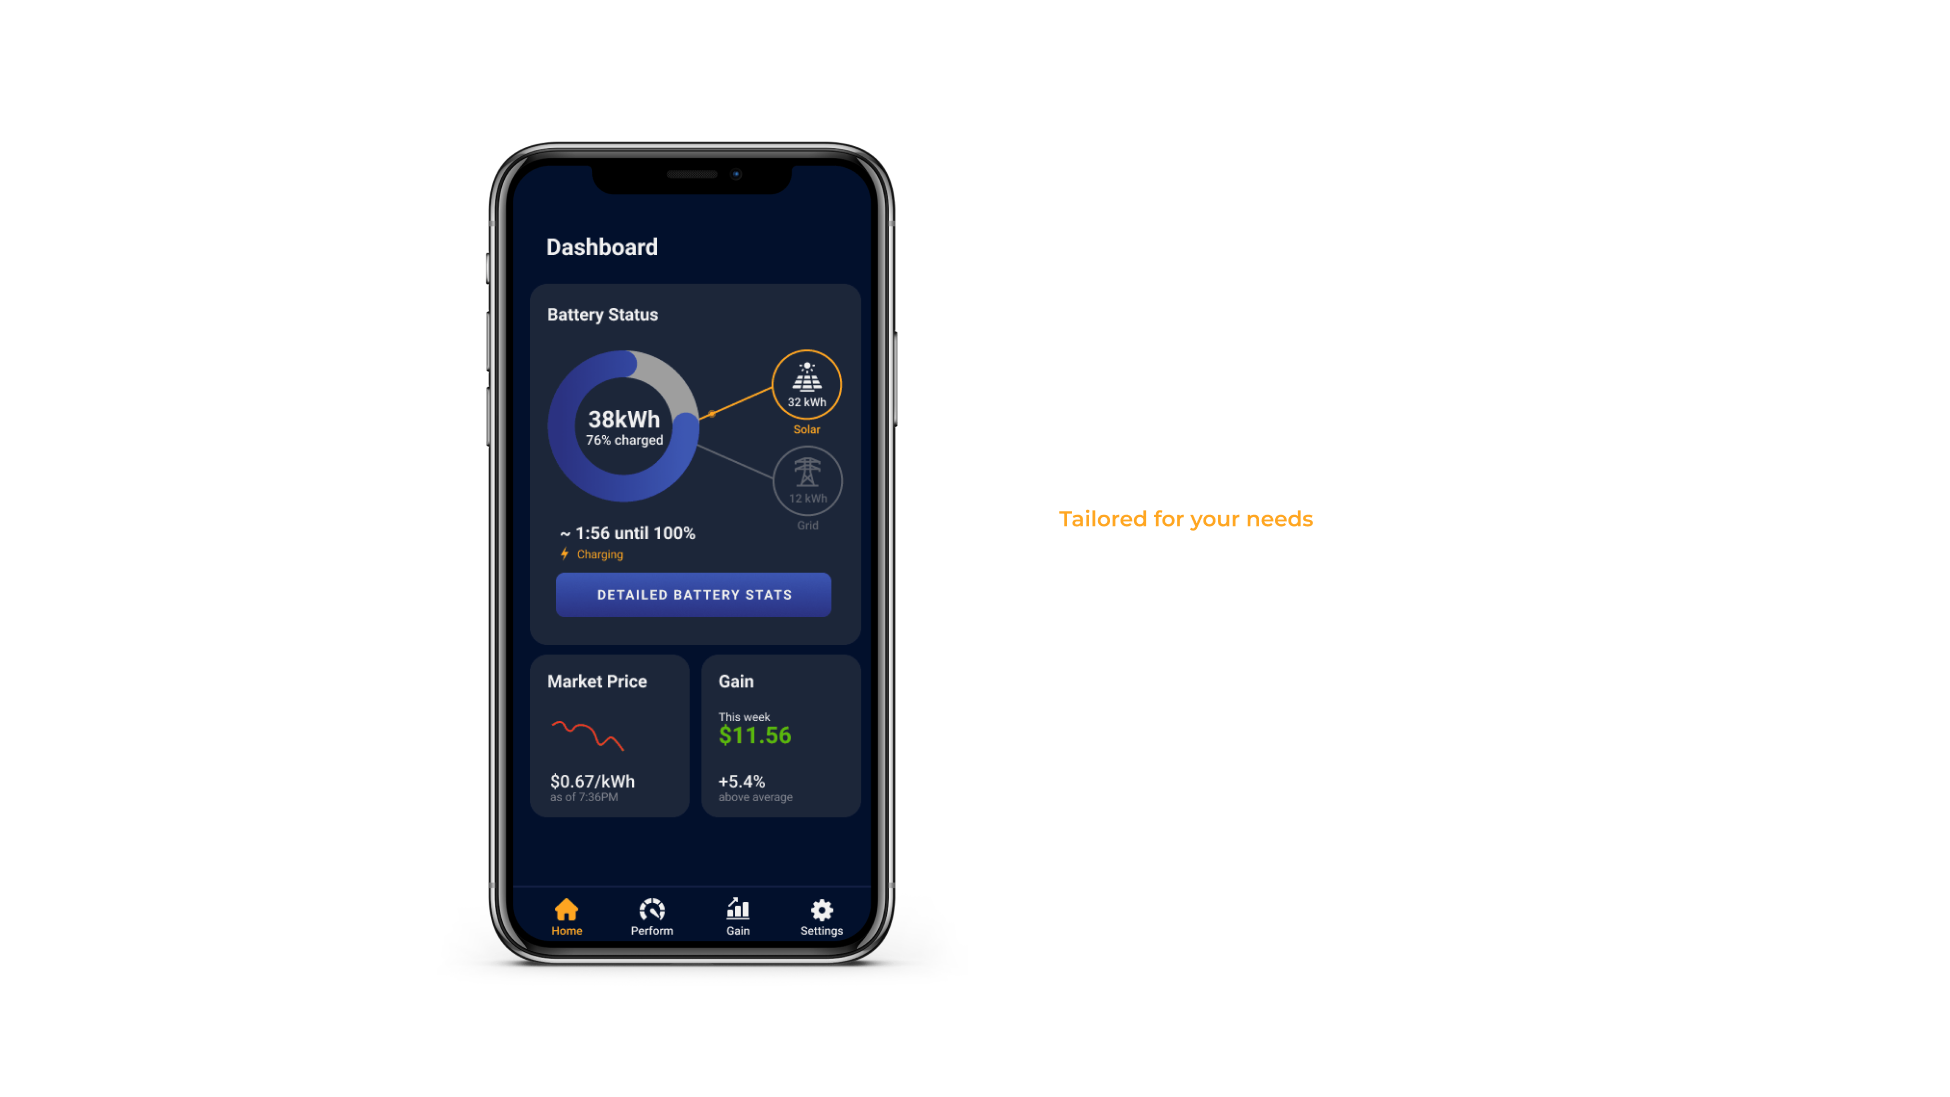 Dashboard
Battery Status
38kWh
76% charged
32 kWh
Solar
12 kWh
Grid
~ 1:56 until 100%
Charging
DETAILED BATTERY STATS
Market Price
$0.67/kWh
as of 7:36PM
Gain
This week
$11.56
+5.4%
above average
Home
Perform
Gain
Settings
Tailored for your needs